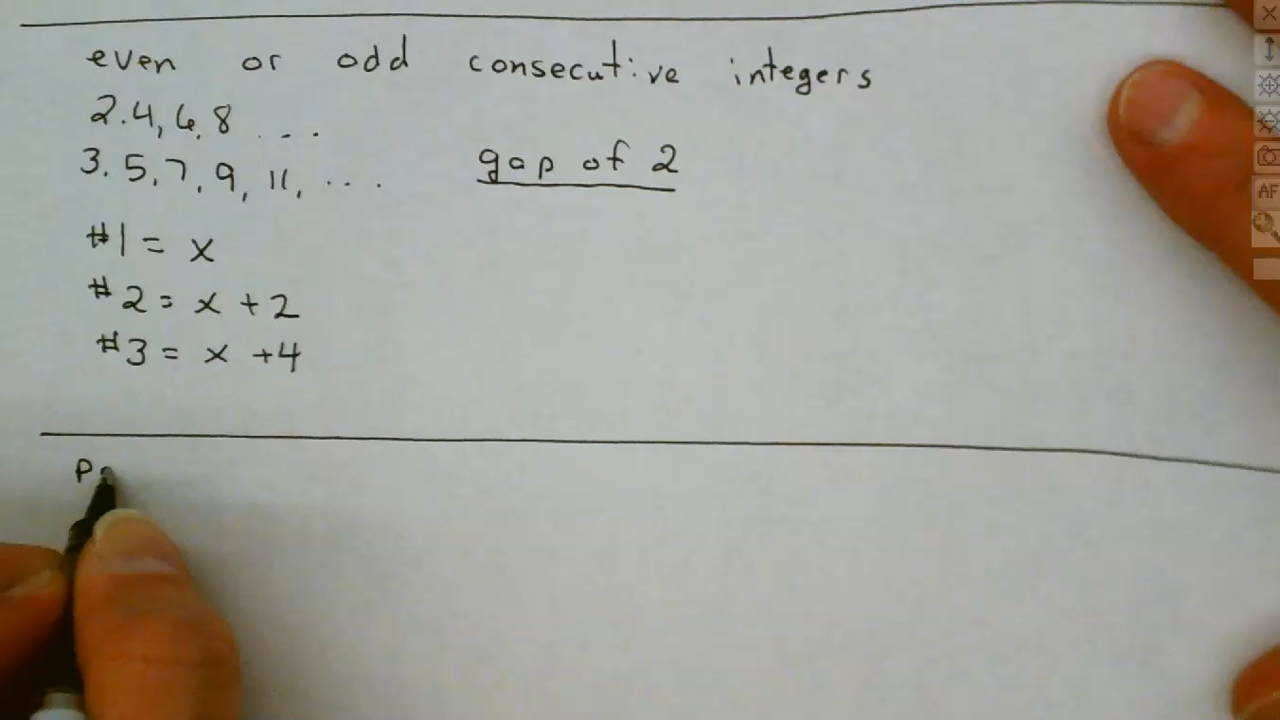 even or odd consecutive integers
2.4, 6, 8 ...
3. 5, 7, 9, 11, ...
gap of 2
#1 = x
#2 = x + 2
#3 = x + 4
AF